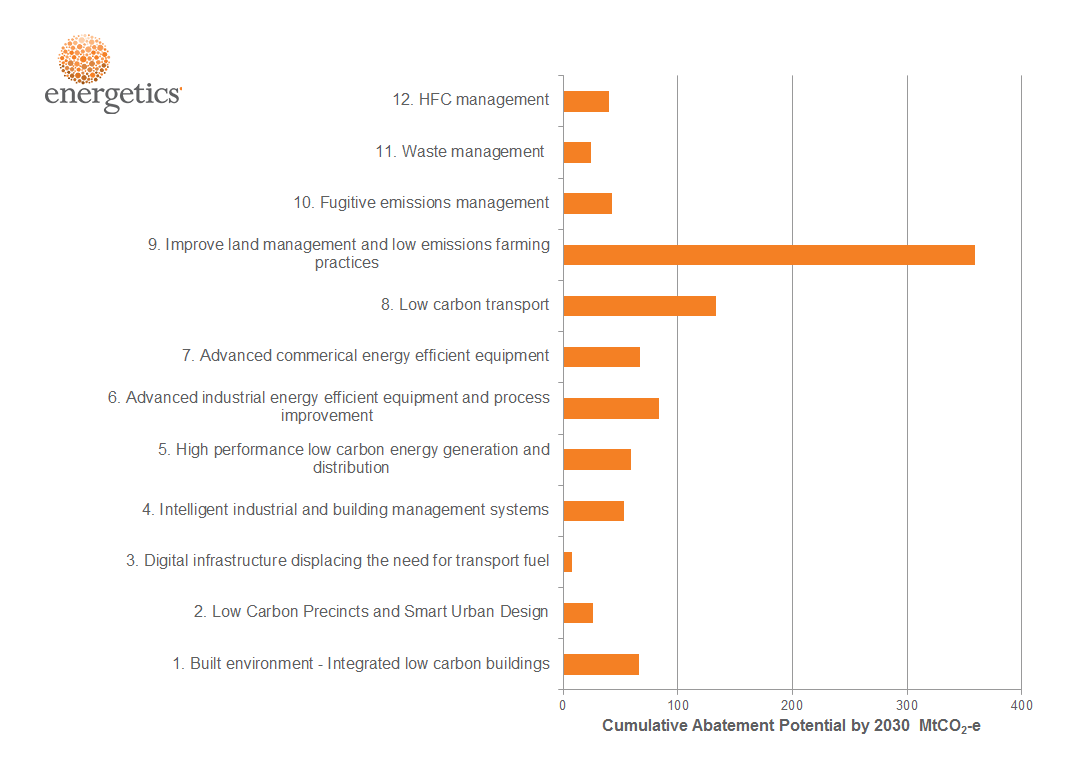 energetics
12. HFC management
11. Waste management
10. Fugitive emissions management
9. Improve land management and low emissions farming
practices
8. Low carbon transport
7. Advanced commerical energy efficient equipment
6. Advanced industrial energy efficient equipment and process
improvement
5. High performance low carbon energy generation and
distribution
4. Intelligent industrial and building management systems
3. Digital infrastructure displacing the need for transport fuel
2. Low Carbon Precincts and Smart Urban Design
1. Built environment - Integrated low carbon buildings
0 100 200 300 400
Cumulative Abatement Potential by 2030 MtCO₂-e